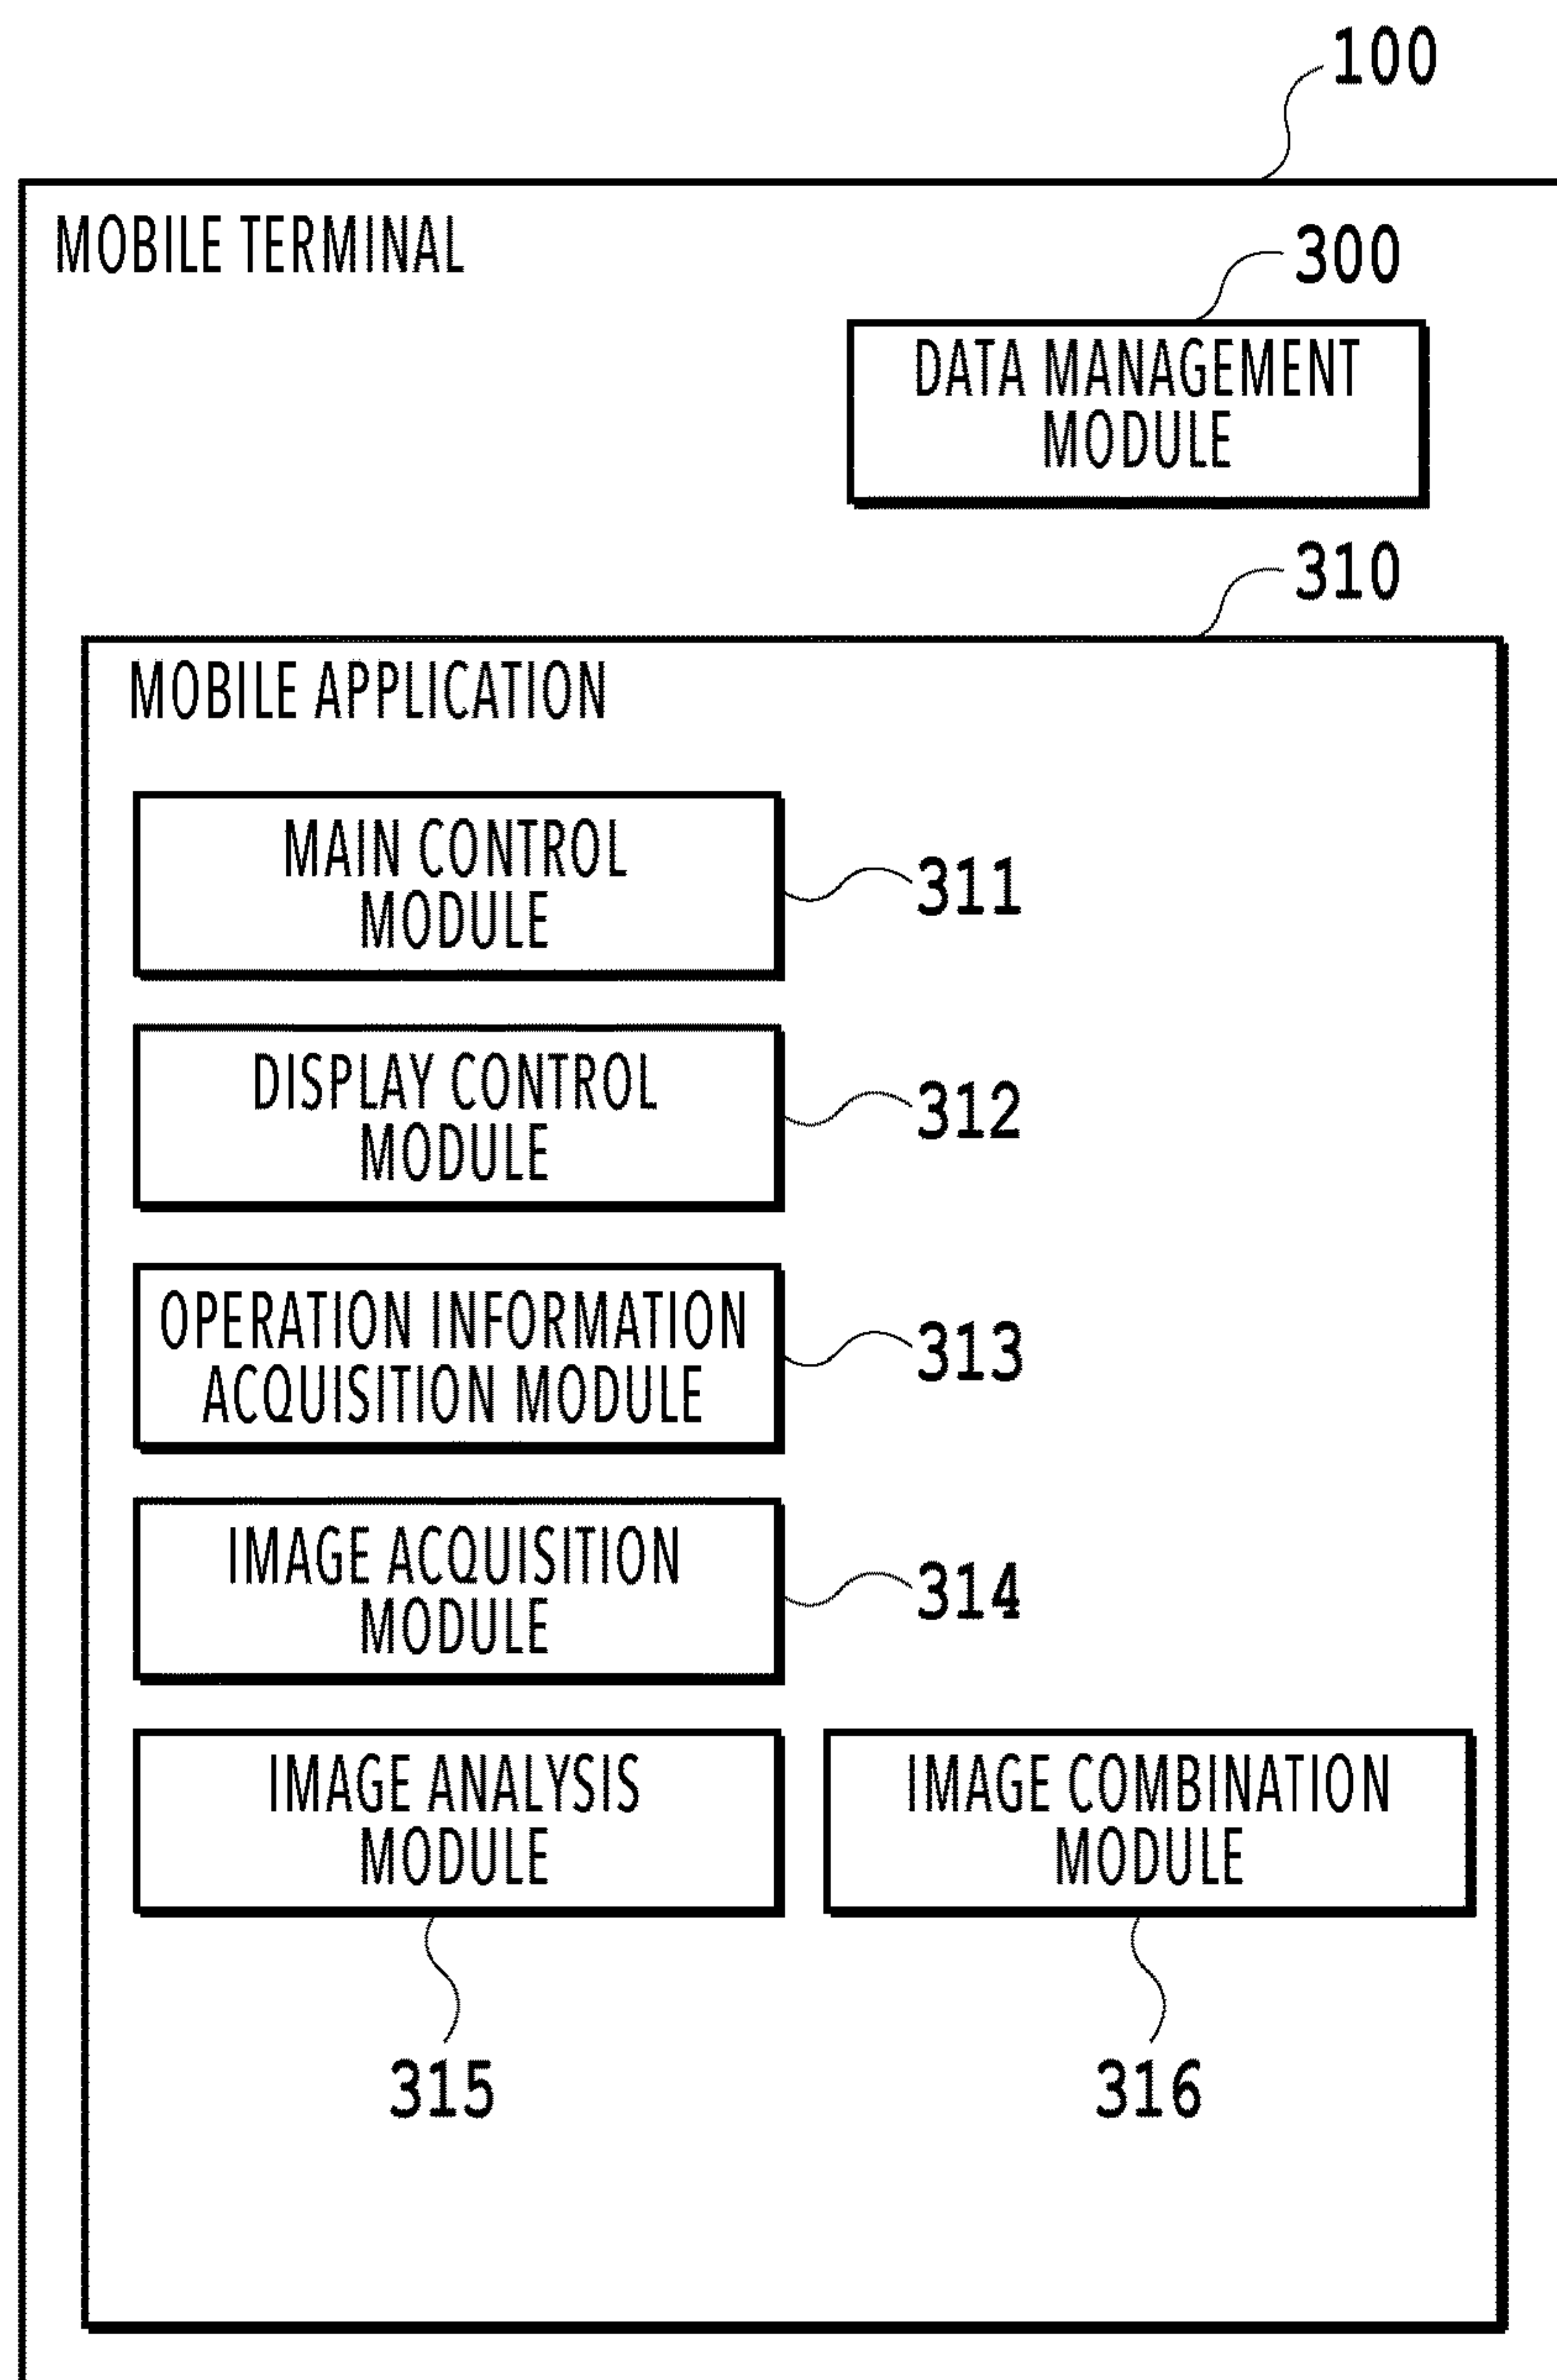 100
MOBILE TERMINAL
300
DATA MANAGEMENT
MODULE
310
MOBILE APPLICATION
MAIN CONTROL
MODULE
311
DISPLAY CONTROL
MODULE
312
OPERATION INFORMATION
ACQUISITION MODULE
313
IMAGE ACQUISITION
MODULE
314
IMAGE ANALYSIS
MODULE
IMAGE COMBINATION
MODULE
315
316